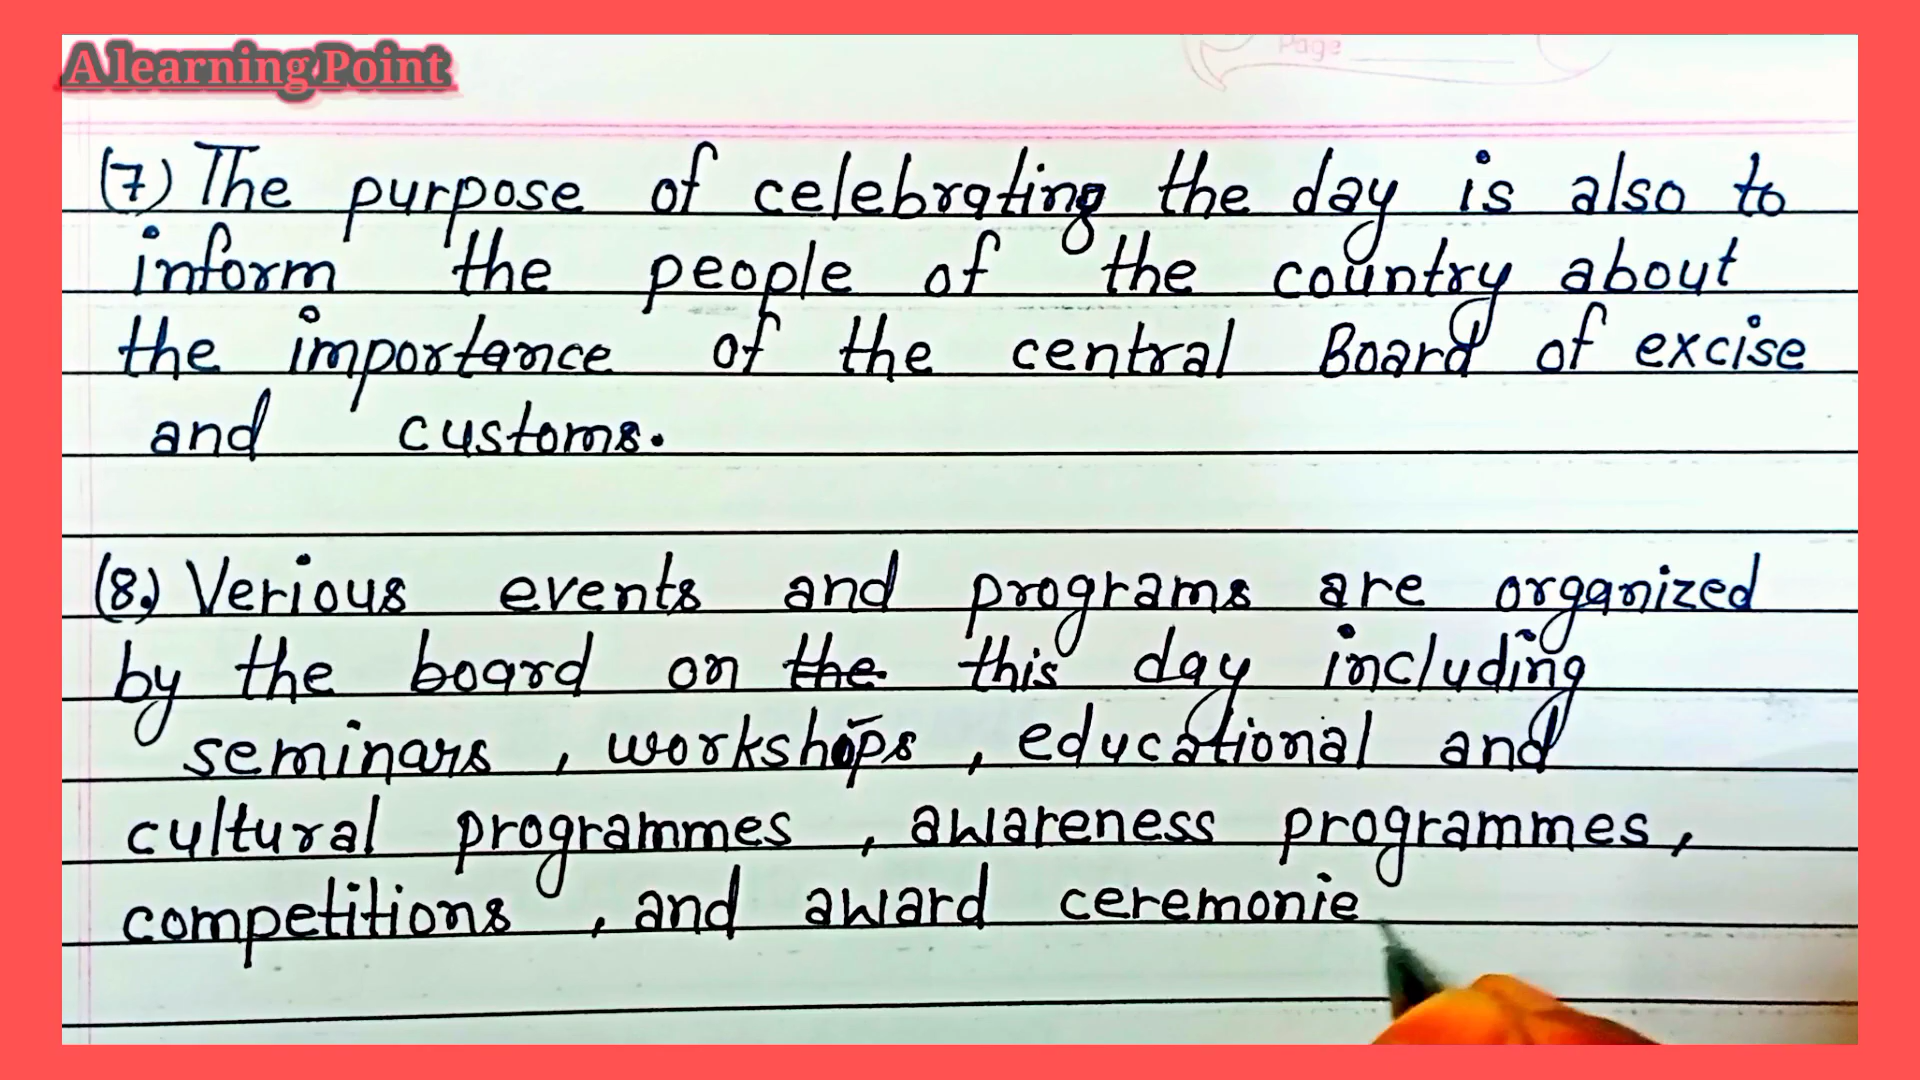 A learning Point
Page
(7) The purpose of celebrating the day is also to
inform the people of the country about
the importance of the central Board of excise
and customs.
(8.) Verious events and programs are organized
by the board on the this day including
seminars , workshops , educational and
cultural programmes , awareness programmes,
competitions , and award ceremonie